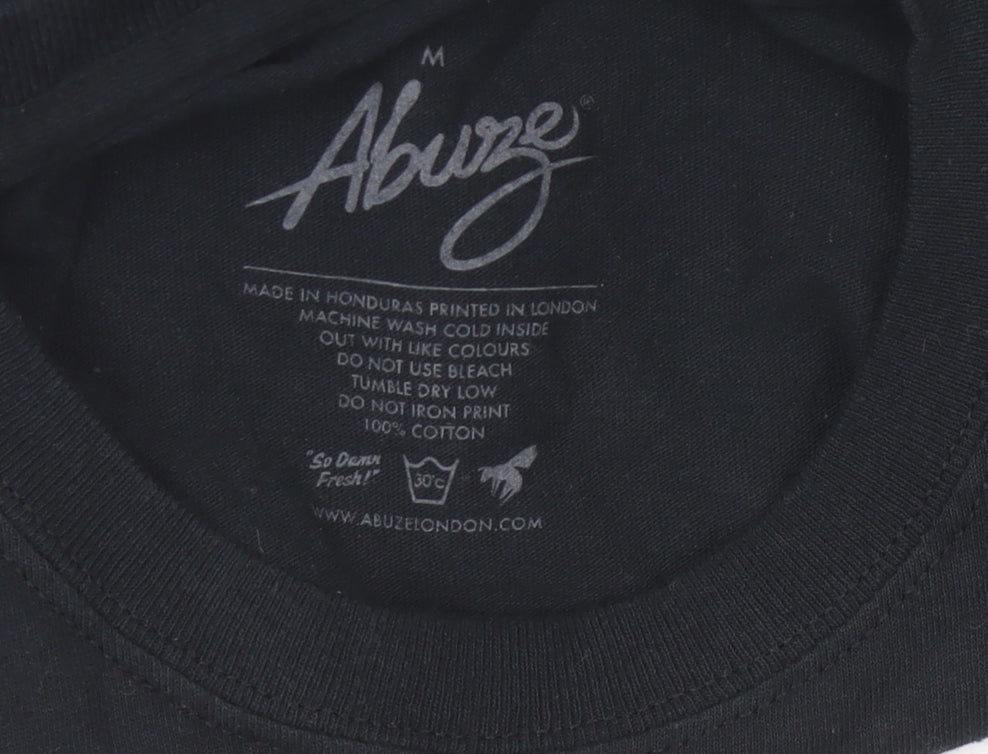 M
Abuze®
MADE IN HONDURAS PRINTED IN LONDON
MACHINE WASH COLD INSIDE
OUT WITH LIKE COLOURS
DO NOT USE BLEACH
TUMBLE DRY LOW
DO NOT IRON PRINT
100% COTTON
"So Damn
Fresh!"
30°c
WWW.ABUZELONDON.COM